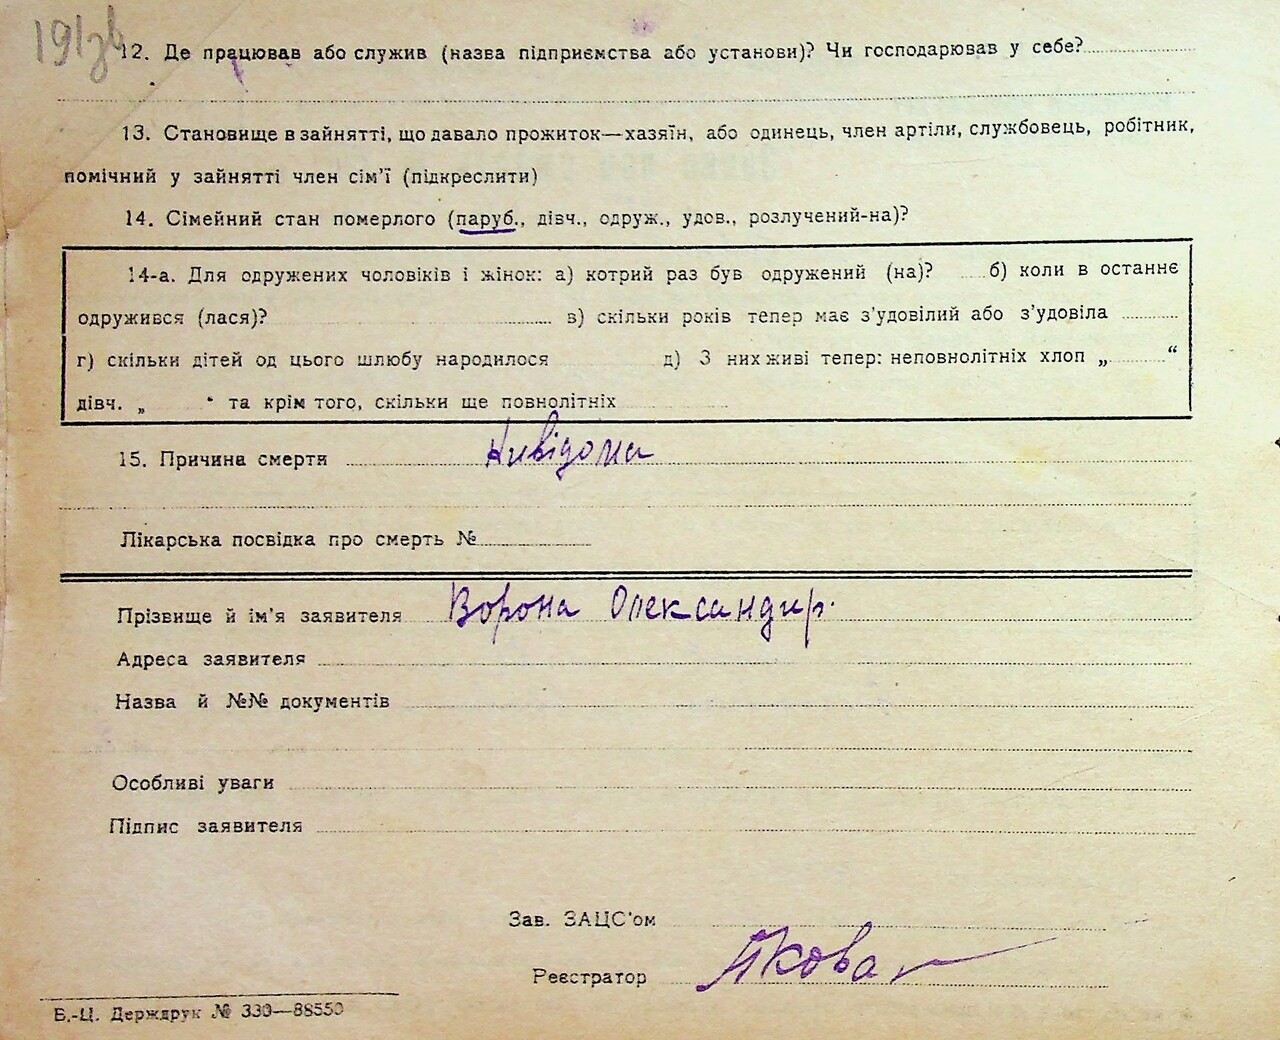 191зв
12. Де працював або служив (назва підприємства або установи)? Чи господарював у себе?
13. Становище в зайнятті, що давало прожиток—хазяїн, або одинець, член артіли, службовець, робітник,
помічний у зайнятті член сім'ї (підкреслити)
14. Сімейний стан померлого (паруб., дівч., одруж., удов., розлучений-на)?
14-а. Для одружених чоловіків і жінок: а) котрий раз був одружений (на)? б) коли в останнє
одружився (лася)? в) скільки років тепер має з'удовілий або з'удовіла
г) скільки дітей од цього шлюбу народилося д) З них живі тепер: неповнолітніх хлоп „ “
дівч. „ “ та крім того, скільки ще повнолітніх
15. Причина смерти Нивідома
Лікарська посвідка про смерть №
Прізвище й ім'я заявителя Ворона Олександир.
Адреса заявителя
Назва й №№ документів
Особливі уваги
Підпис заявителя
Зав. ЗАЦС'ом
Реєстратор
Б.-Ц. Держдрук № 330—88550